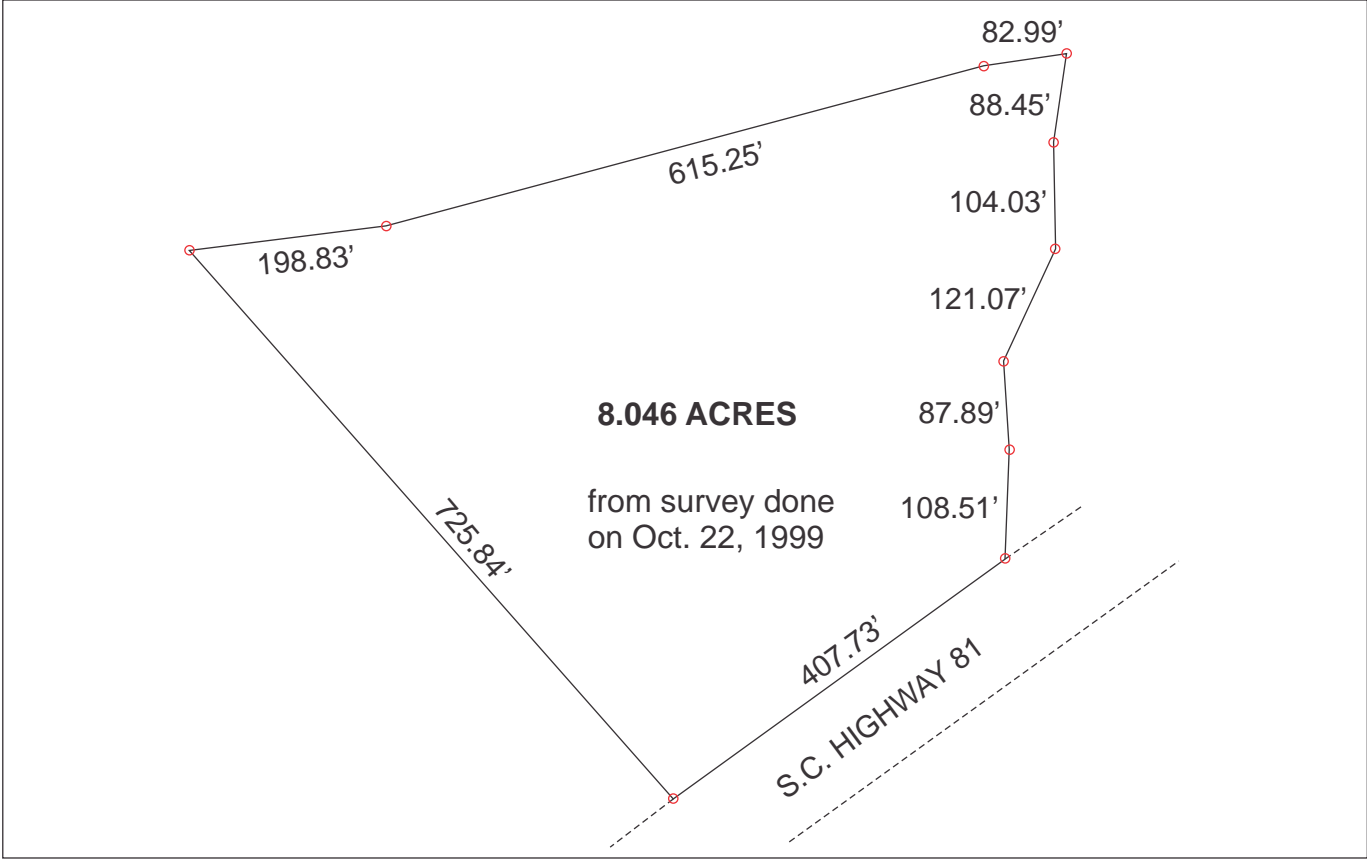 82.99’
88.45’
615.25’
104.03’
198.83’
121.07’
8.046 ACRES
87.89’
from survey done
on Oct. 22, 1999
108.51’
725.84’
407.73’
S.C. HIGHWAY 81